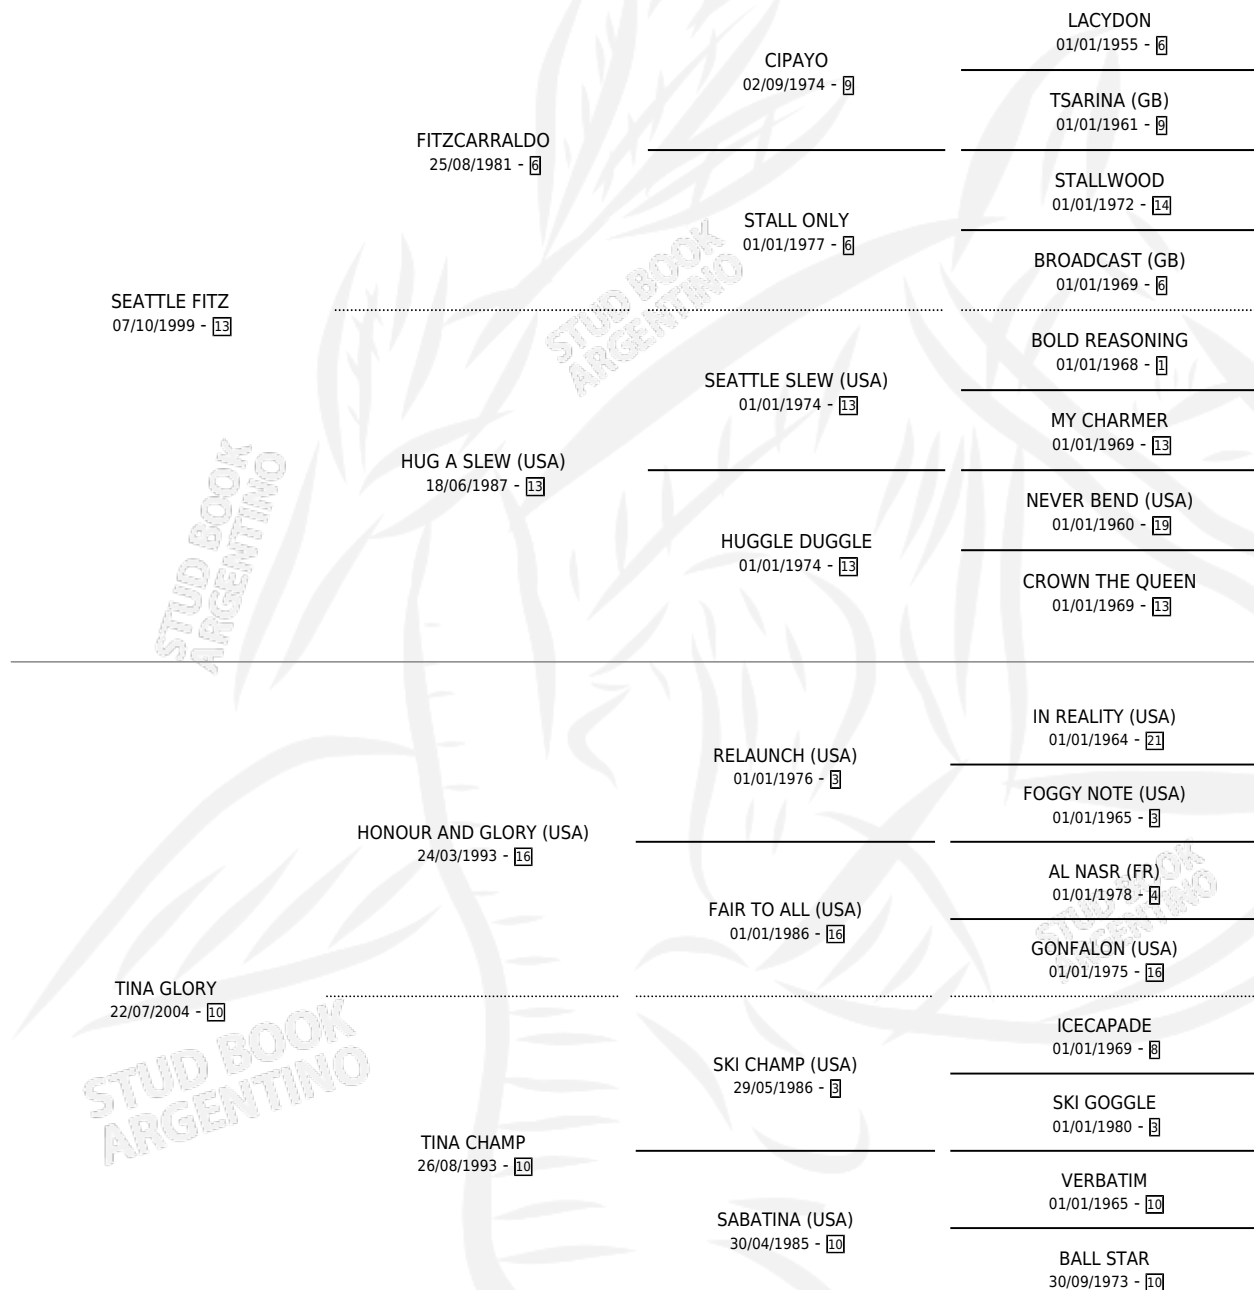 LACYDON
01/01/1955 - 6
CIPAYO
02/09/1974 - 9
TSARINA (GB)
01/01/1961 - 9
FITZCARRALDO
25/08/1981 - 6
STALLWOOD
01/01/1972 - 14
STALL ONLY
01/01/1977 - 6
BROADCAST (GB)
01/01/1969 - 6
STUD BOOK
ARGENTINO
SEATTLE FITZ
07/10/1999 - 13
BOLD REASONING
01/01/1968 - 1
SEATTLE SLEW (USA)
01/01/1974 - 13
MY CHARMER
01/01/1969 - 13
HUG A SLEW (USA)
18/06/1987 - 13
NEVER BEND (USA)
01/01/1960 - 19
HUGGLE DUGGLE
01/01/1974 - 13
CROWN THE QUEEN
01/01/1969 - 13
STUD BOOK
ARGENTINO
IN REALITY (USA)
01/01/1964 - 21
RELAUNCH (USA)
01/01/1976 - 3
FOGGY NOTE (USA)
01/01/1965 - 3
HONOUR AND GLORY (USA)
24/03/1993 - 16
AL NASR (FR)
01/01/1978 - 4
FAIR TO ALL (USA)
01/01/1986 - 16
STUD BOOK
ARGENTINO
GONFALON (USA)
01/01/1975 - 16
TINA GLORY
22/07/2004 - 10
ICECAPADE
01/01/1969 - 8
STUD BOOK
ARGENTINO
SKI CHAMP (USA)
29/05/1986 - 3
SKI GOGGLE
01/01/1980 - 3
TINA CHAMP
26/08/1993 - 10
VERBATIM
01/01/1965 - 10
SABATINA (USA)
30/04/1985 - 10
BALL STAR
30/09/1973 - 10